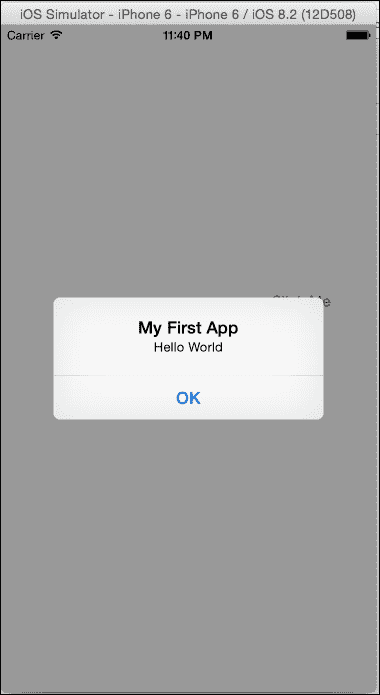 iOS Simulator - iPhone 6 - iPhone 6 / iOS 8.2 (12D508)
Carrier 11:40 PM
Click Me
My First App
Hello World
OK